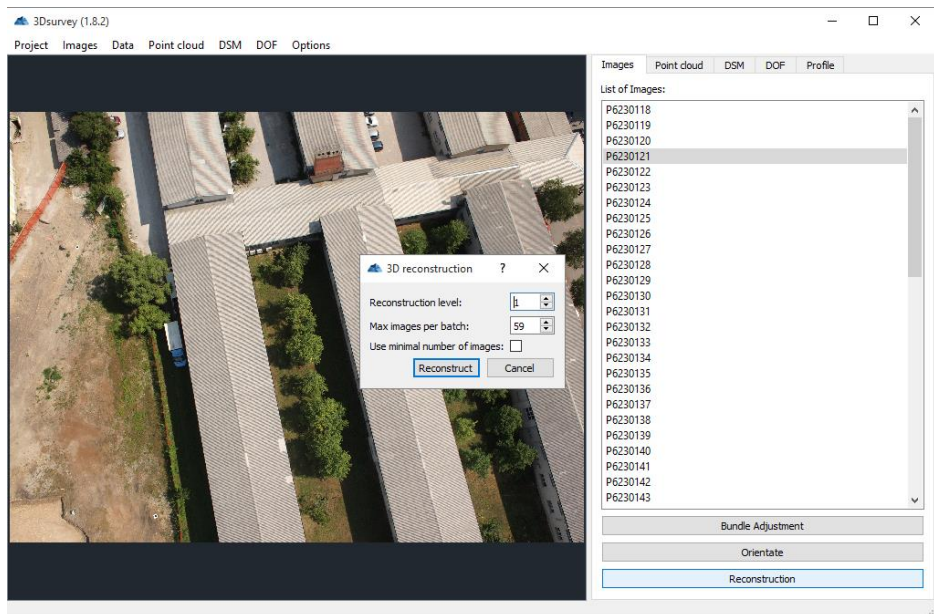 3Dsurvey (1.8.2)
Project Images Data Point cloud DSM DOF Options
Images Point cloud DSM DOF Profile
List of Images:
P6230118
P6230119
P6230120
P6230121
P6230122
P6230123
P6230124
P6230125
P6230126
P6230127
P6230128
P6230129
P6230130
P6230131
P6230132
P6230133
P6230134
P6230135
P6230136
P6230137
P6230138
P6230139
P6230140
P6230141
P6230142
P6230143
3D reconstruction ?
Reconstruction level: 1
Max images per batch: 59
Use minimal number of images:
Reconstruct Cancel
Bundle Adjustment
Orientate
Reconstruction